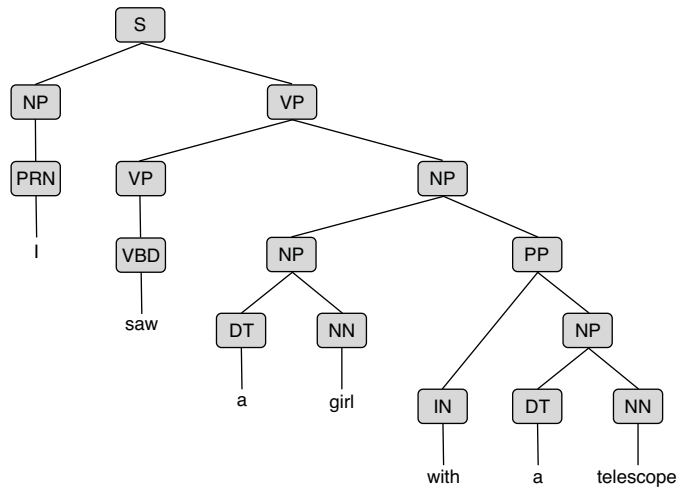 S
NP VP
PRN VP NP
I VBD NP PP
saw DT NN NP
a girl IN DT NN
with a telescope